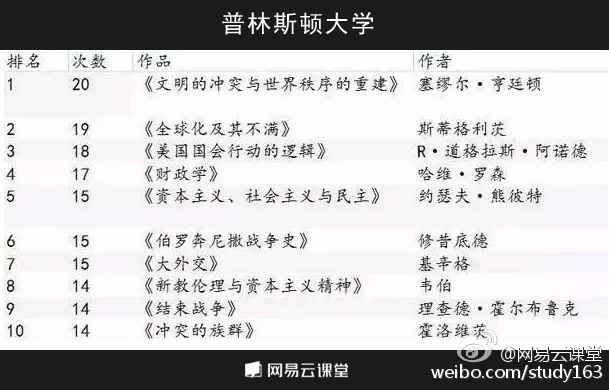 普林斯顿大学
排名 次数 作品 作者
1 20 《文明的冲突与世界秩序的重建》 塞缪尔·亨廷顿
2 19 《全球化及其不满》 斯蒂格利茨
3 18 《美国国会行动的逻辑》 R·道格拉斯·阿诺德
4 17 《财政学》 哈维·罗森
5 15 《资本主义、社会主义与民主》 约瑟夫·熊彼特
6 15 《伯罗奔尼撒战争史》 修昔底德
7 15 《大外交》 基辛格
8 14 《新教伦理与资本主义精神》 韦伯
9 14 《结束战争》 理查德·霍尔布鲁克
10 14 《冲突的族群》 霍洛维茨
网易云课堂
@网易云课堂
weibo.com/study163